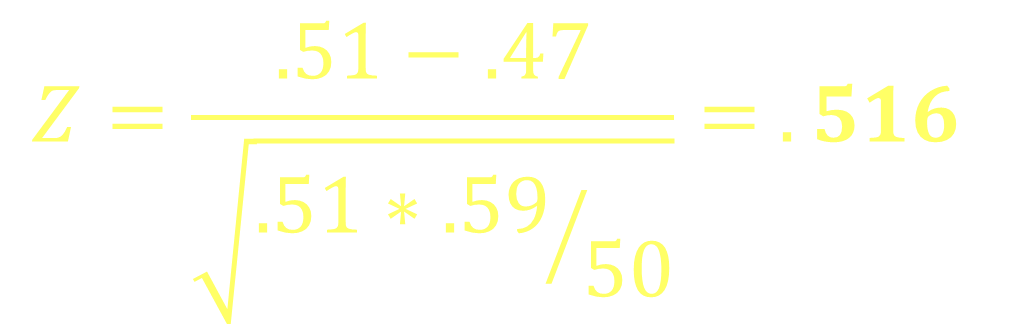 Z = (.51 − .47) / √(.51 * .59 / 50) = .516